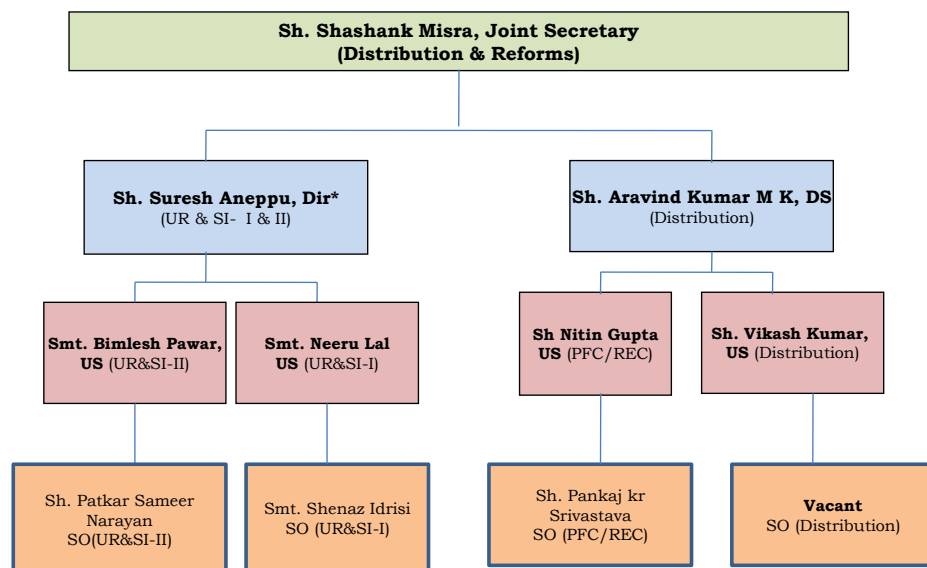 Sh. Shashank Misra, Joint Secretary
(Distribution & Reforms)
Sh. Suresh Aneppu, Dir*
(UR & SI- I & II)
Sh. Aravind Kumar M K, DS
(Distribution)
Smt. Bimlesh Pawar,
US (UR&SI-II)
Smt. Neeru Lal
US (UR&SI-I)
Sh Nitin Gupta
US (PFC/REC)
Sh. Vikash Kumar,
US (Distribution)
Sh. Patkar Sameer
Narayan
SO(UR&SI-II)
Smt. Shenaz Idrisi
SO (UR&SI-I)
Sh. Pankaj kr
Srivastava
SO (PFC/REC)
Vacant
SO (Distribution)